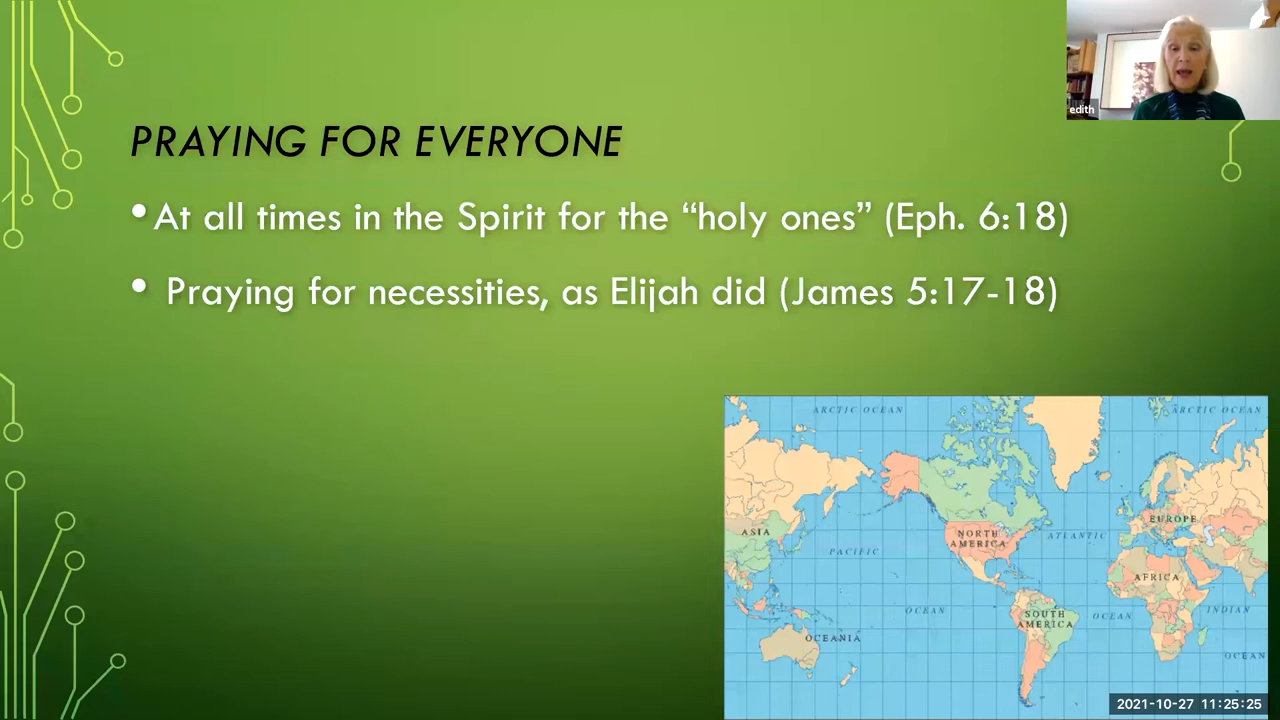 edith
PRAYING FOR EVERYONE
•At all times in the Spirit for the “holy ones” (Eph. 6:18)
• Praying for necessities, as Elijah did (James 5:17-18)
ARCTIC OCEAN
ARCTIC OCEAN
EUROPE
ASIA
NORTH
AMERICA
ATLANTIC
PACIFIC
AFRICA
OCEAN
SOUTH
AMERICA
OCEAN
INDIAN
OCEANIA
OCEAN
2021-10-27 11:25:25